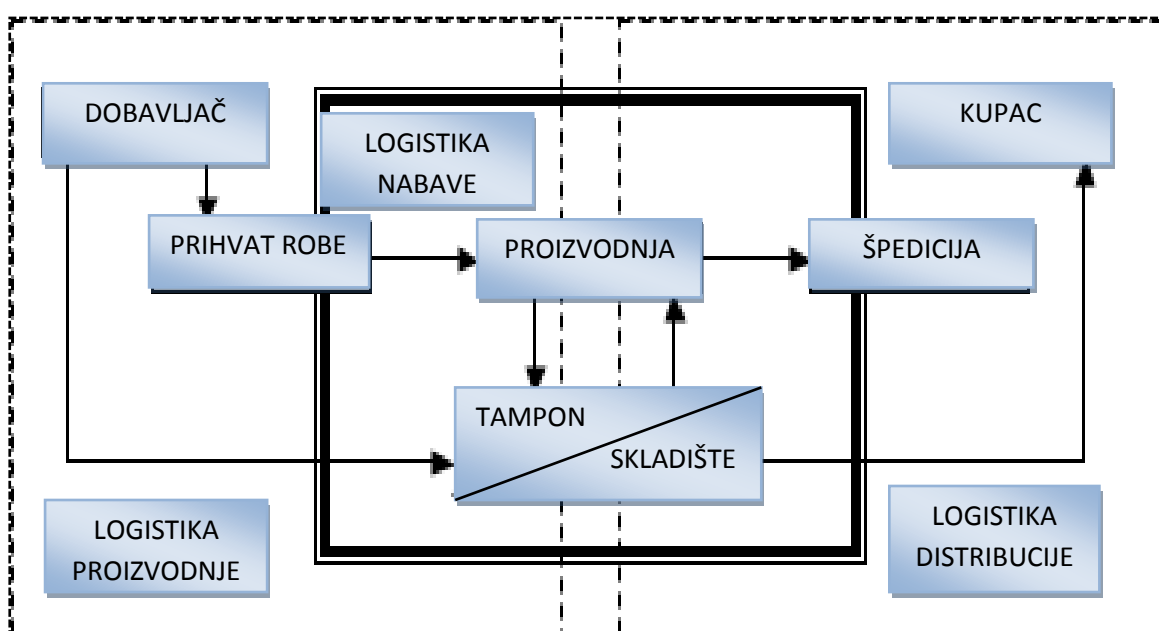 DOBAVLJAČ
KUPAC
LOGISTIKA
NABAVE
PRIHVAT ROBE
PROIZVODNJA
ŠPEDICIJA
TAMPON
SKLADIŠTE
LOGISTIKA
PROIZVODNJE
LOGISTIKA
DISTRIBUCIJE